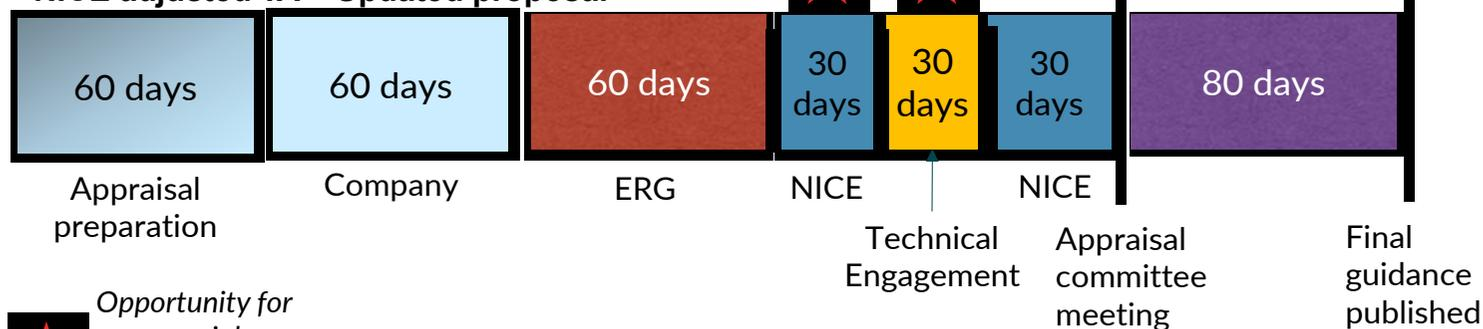 60 days
60 days
60 days
30
days
30
days
30
days
80 days
Appraisal
preparation
Company
ERG
NICE
NICE
Technical
Engagement
Appraisal
committee
meeting
Final
guidance
published
Opportunity for